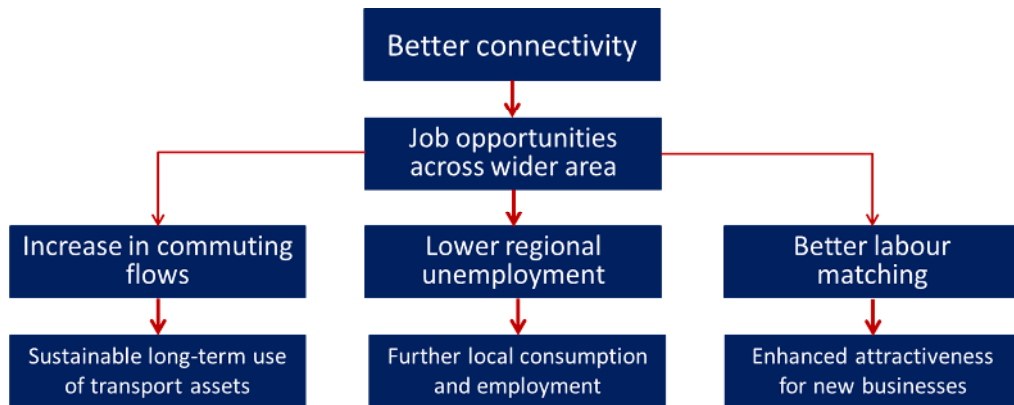 Better connectivity
Job opportunities
across wider area
Increase in commuting
flows
Lower regional
unemployment
Better labour
matching
Sustainable long-term use
of transport assets
Further local consumption
and employment
Enhanced attractiveness
for new businesses